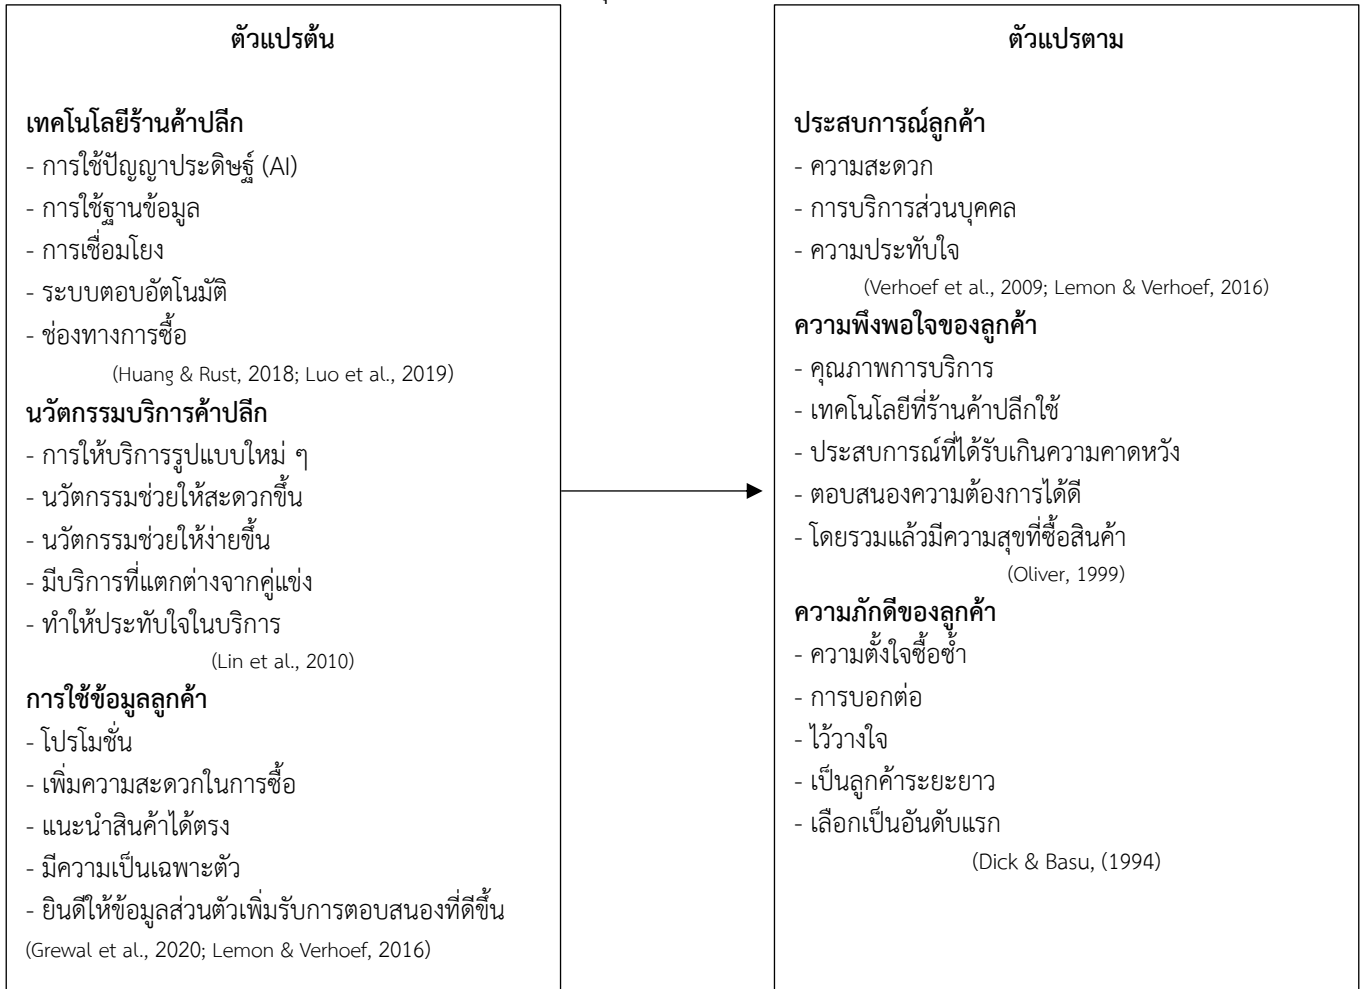 ตัวแปรต้น
เทคโนโลยีร้านค้าปลีก
- การใช้ปัญญาประดิษฐ์ (AI)
- การใช้ฐานข้อมูล
- การเชื่อมโยง
- ระบบตอบอัตโนมัติ
- ช่องทางการซื้อ
(Huang & Rust, 2018; Luo et al., 2019)
นวัตกรรมบริการค้าปลีก
- การให้บริการรูปแบบใหม่ ๆ
- นวัตกรรมช่วยให้สะดวกขึ้น
- นวัตกรรมช่วยให้ง่ายขึ้น
- มีบริการที่แตกต่างจากคู่แข่ง
- ทำให้ประทับใจในบริการ
(Lin et al., 2010)
การใช้ข้อมูลลูกค้า
- โปรโมชั่น
- เพิ่มความสะดวกในการซื้อ
- แนะนำสินค้าได้ตรง
- มีความเป็นเฉพาะตัว
- ยินดีให้ข้อมูลส่วนตัวเพิ่มรับการตอบสนองที่ดีขึ้น
(Grewal et al., 2020; Lemon & Verhoef, 2016)
ตัวแปรตาม
ประสบการณ์ลูกค้า
- ความสะดวก
- การบริการส่วนบุคคล
- ความประทับใจ
(Verhoef et al., 2009; Lemon & Verhoef, 2016)
ความพึงพอใจของลูกค้า
- คุณภาพการบริการ
- เทคโนโลยีที่ร้านค้าปลีกใช้
- ประสบการณ์ที่ได้รับเกินความคาดหวัง
- ตอบสนองความต้องการได้ดี
- โดยรวมแล้วมีความสุขที่ซื้อสินค้า
(Oliver, 1999)
ความภักดีของลูกค้า
- ความตั้งใจซื้อซ้ำ
- การบอกต่อ
- ไว้วางใจ
- เป็นลูกค้าระยะยาว
- เลือกเป็นอันดับแรก
(Dick & Basu, (1994)